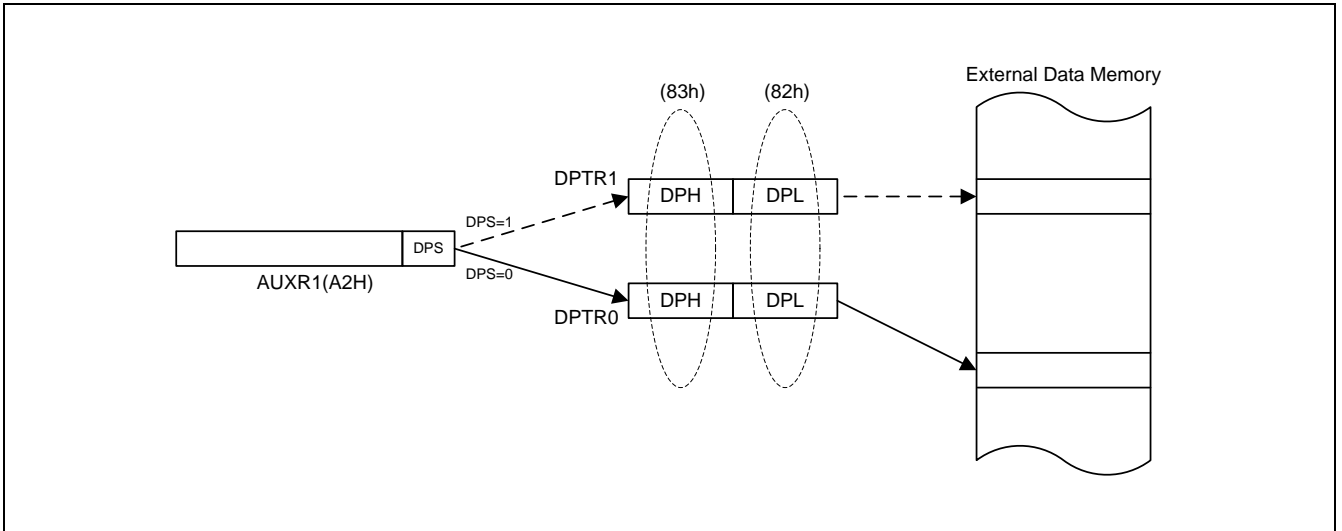 External Data Memory
(83h) (82h)
DPTR1
DPH DPL
DPS=1
DPS
DPS=0
AUXR1(A2H)
DPH DPL
DPTR0